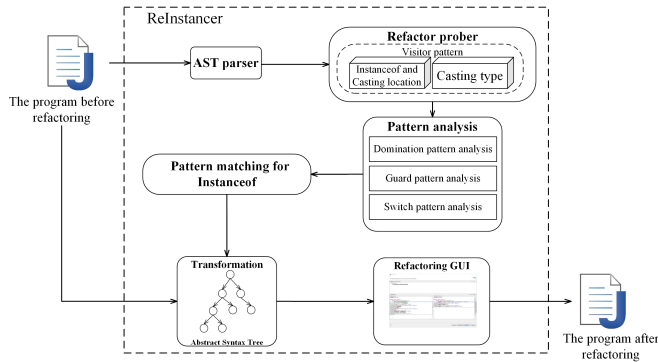 ReInstancer
The program before
refactoring
AST parser
Refactor prober
Visitor pattern
Instanceof and
Casting location
Casting type
Pattern analysis
Domination pattern analysis
Guard pattern analysis
Switch pattern analysis
Pattern matching for
Instanceof
Transformation
Abstract Syntax Tree
Refactoring GUI
The program after
refactoring